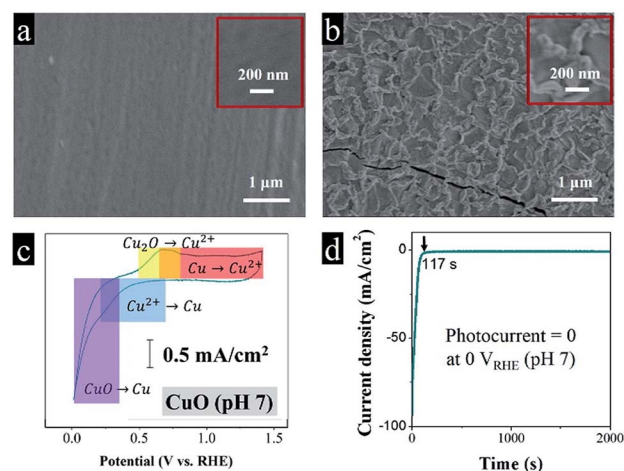 a
200 nm
1 μm
b
200 nm
1 μm
c
Cu₂O → Cu²⁺
Cu → Cu²⁺
Cu²⁺ → Cu
0.5 mA/cm²
CuO → Cu
CuO (pH 7)
0.0 0.5 1.0 1.5
Potential (V vs. RHE)
d
Current density (mA/cm²)
0
-50
-100
117 s
Photocurrent = 0
at 0 V_RHE (pH 7)
0 1000 2000
Time (s)